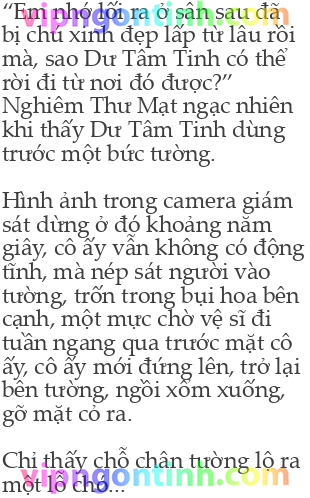 vipngontinh.com
“Em nhớ lối ra ở sân sau đã
bị chú xinh đẹp lấp từ lâu rồi
mà, sao Dư Tâm Tinh có thể
rời đi từ nơi đó được?”
Nghiêm Thư Mạt ngạc nhiên
khi thấy Dư Tâm Tinh dùng
trước một bức tường.
Hình ảnh trong camera giám
sát dừng ở đó khoảng năm
giây, cô ấy vẫn không có động
tĩnh, mà nép sát người vào
tường, trốn trong bụi hoa bên
cạnh, một mực chờ vệ sĩ đi
tuần ngang qua trước mặt cô
ấy, cô ấy mới đứng lên, trở lại
bên tường, ngồi xổm xuống,
gỡ mặt cỏ ra.
Chỉ thấy chỗ chân tường lộ ra
một lỗ chó...
vipngontinh.com